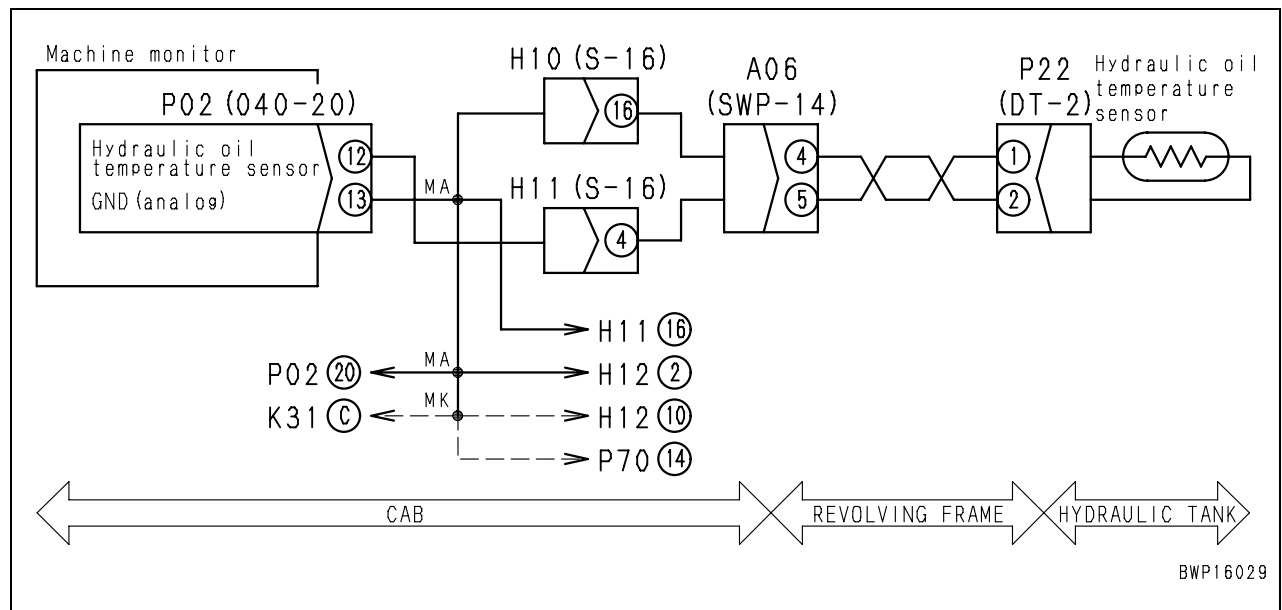 Machine monitor
P02 (040-20)
Hydraulic oil
temperature sensor
GND (analog)
12
13
MA
H10 (S-16)
16
H11 (S-16)
4
A06
(SWP-14)
4
5
P22
(DT-2)
1
2
Hydraulic oil
temperature
sensor
H11 16
P02 20
MA
H12 2
K31 C
MK
H12 10
P70 14
CAB
REVOLVING FRAME
HYDRAULIC TANK
BWP16029